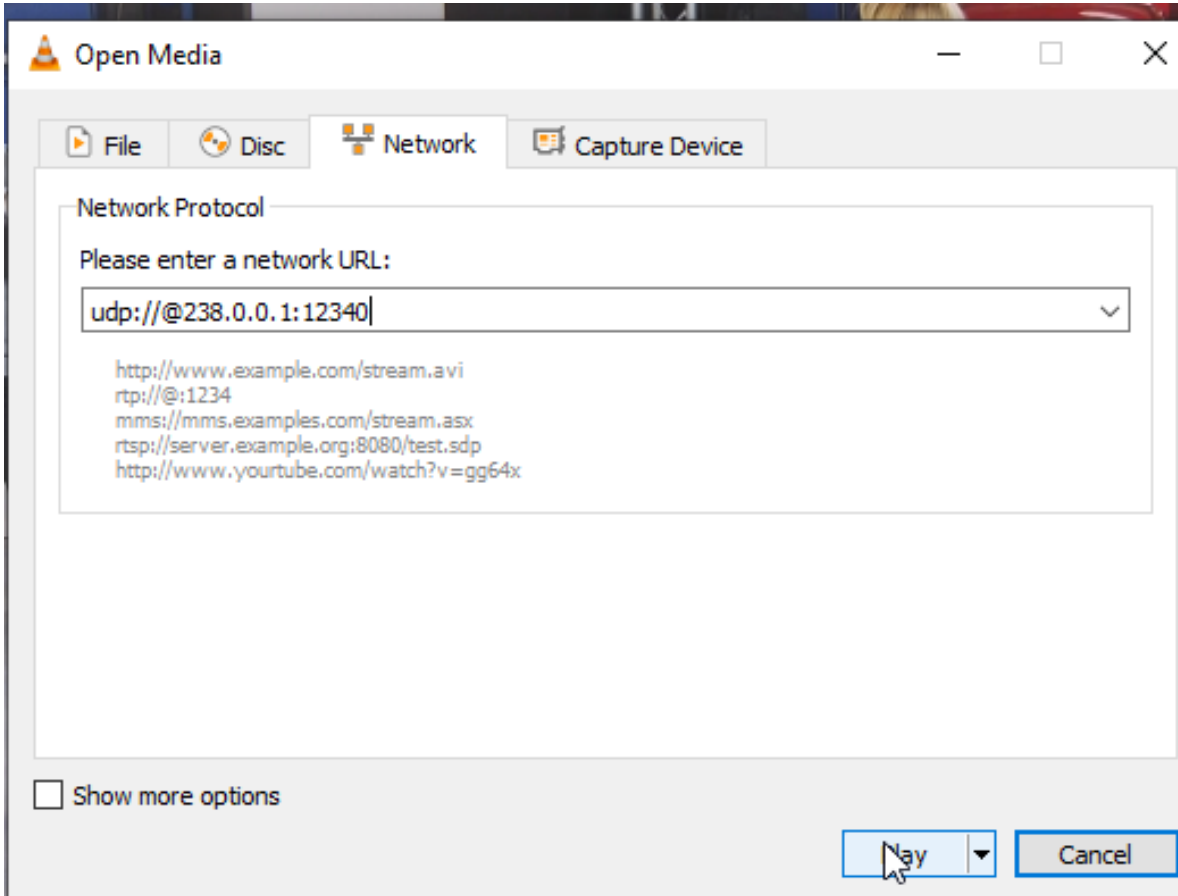 Open Media
File Disc Network Capture Device
Network Protocol
Please enter a network URL:
udp://@238.0.0.1:12340
http://www.example.com/stream.avi
rtp://@:1234
mms://mms.examples.com/stream.asx
rtsp://server.example.org:8080/test.sdp
http://www.yourtube.com/watch?v=gg64x
Show more options
Play Cancel